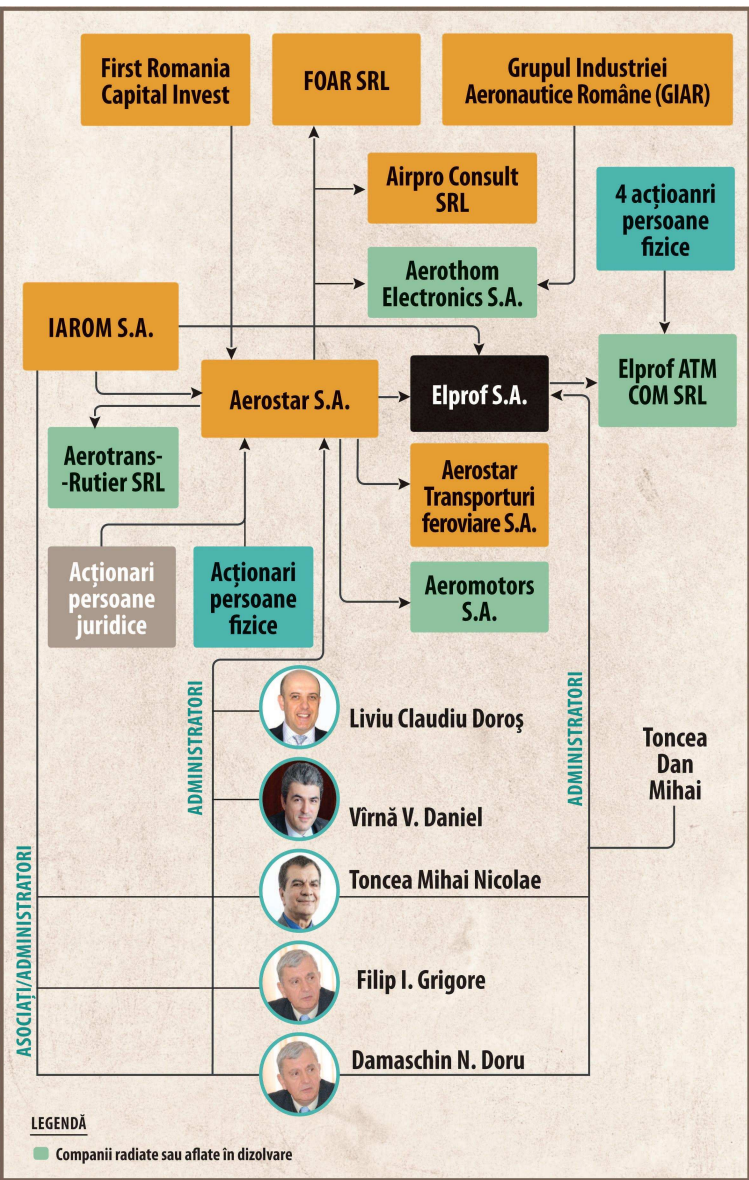 First Romania
Capital Invest
FOAR SRL
Grupul Industriei
Aeronautice Române (GIAR)
Airpro Consult
SRL
4 acțioanri
persoane
fizice
Aerothom
Electronics S.A.
IAROM S.A.
Aerostar S.A.
Elprof S.A.
Elprof ATM
COM SRL
Aerotrans-
-Rutier SRL
Aerostar
Transporturi
feroviare S.A.
Acționari
persoane
juridice
Acționari
persoane
fizice
Aeromotors
S.A.
ADMINISTRATORI
Liviu Claudiu Doroş
ADMINISTRATORI
Toncea
Dan
Mihai
Vîrnă V. Daniel
Toncea Mihai Nicolae
ASOCIAȚI/ADMINISTRATORI
Filip I. Grigore
Damaschin N. Doru
LEGENDĂ
Companii radiate sau aflate în dizolvare